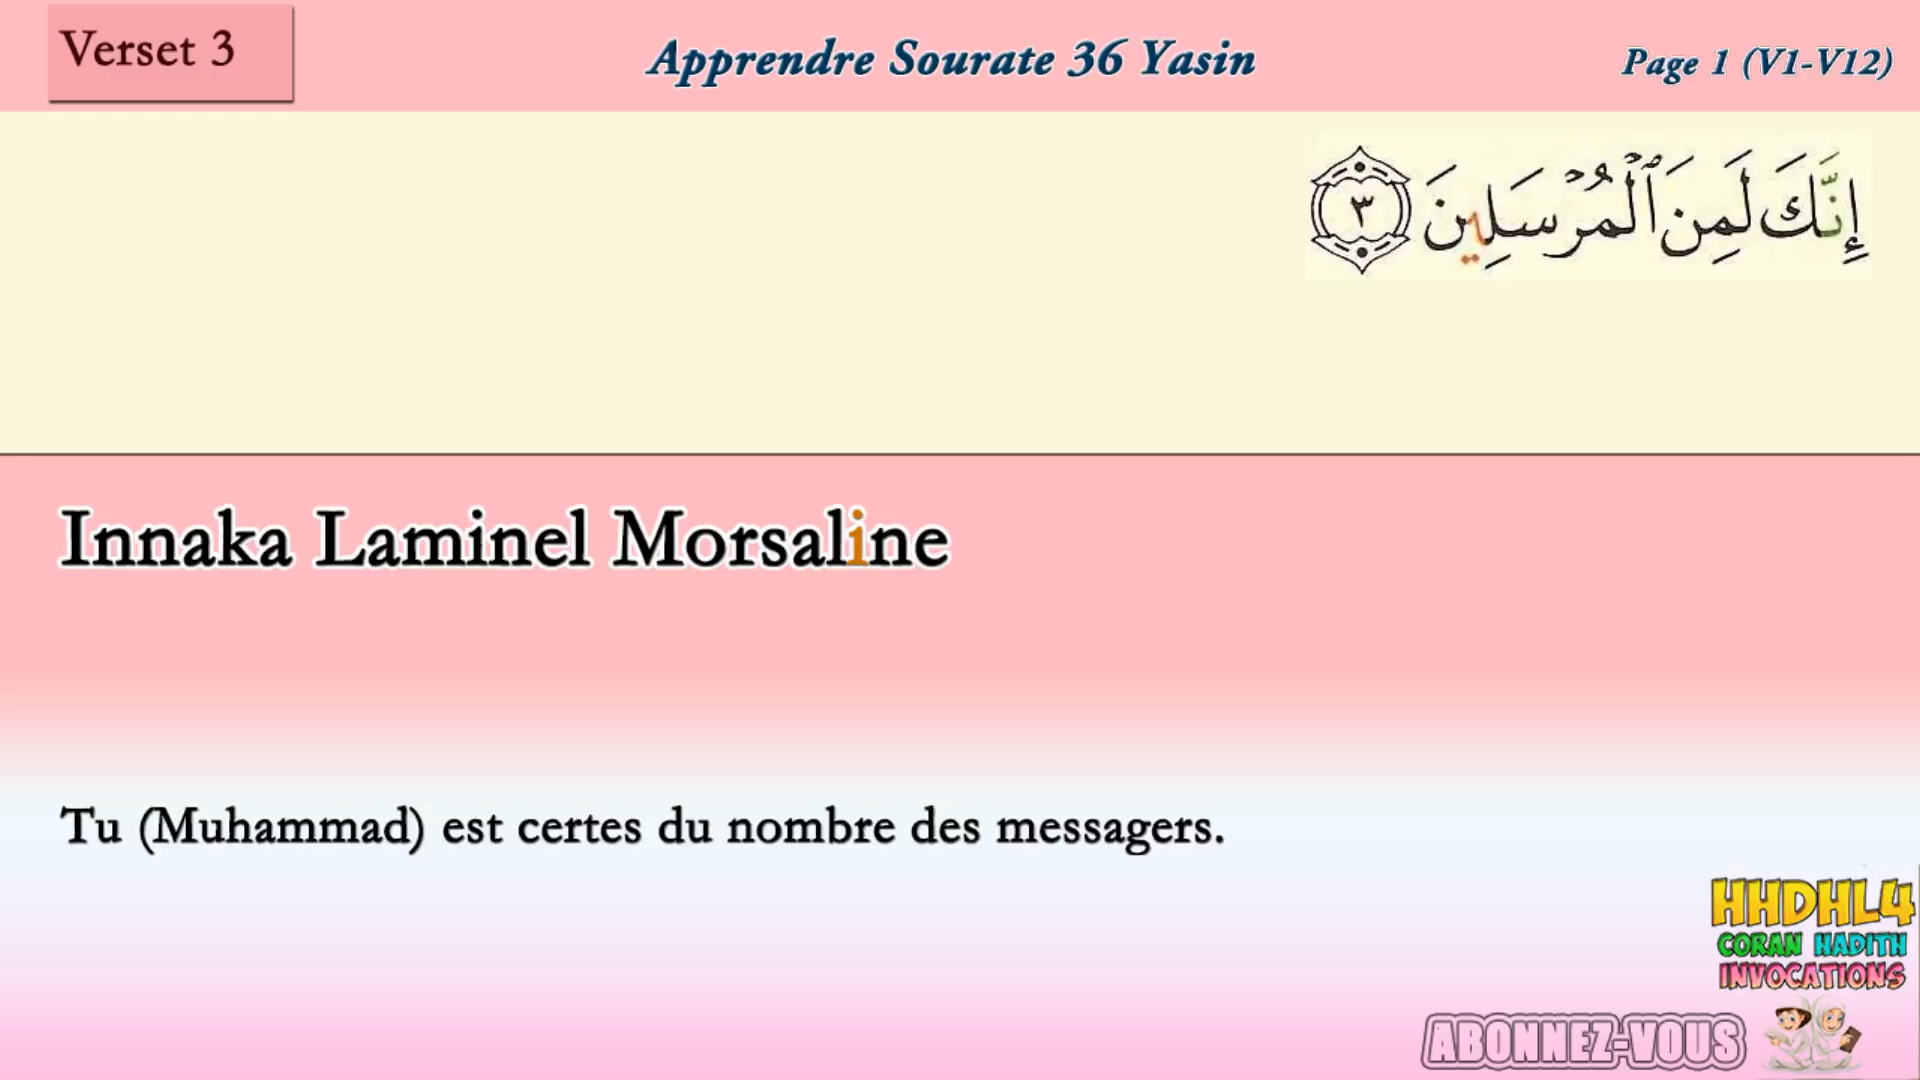 Verset 3
Apprendre Sourate 36 Yasin
Page 1 (V1-V12)
إِنَّكَ لَمِنَ ٱلْمُرْسَلِينَ ٣
Innaka Laminel Morsaline
Tu (Muhammad) est certes du nombre des messagers.
HHDHL4
CORAN HADITH
INVOCATIONS
ABONNEZ-VOUS